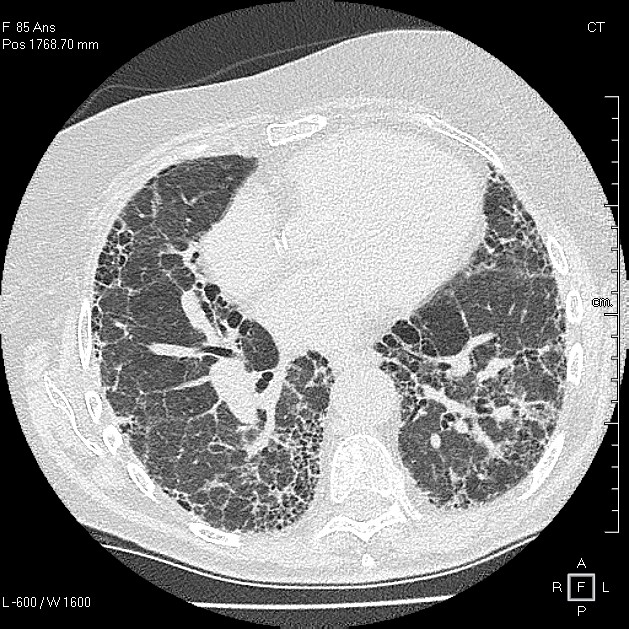 F 85 Ans
CT
Pos 1768.70 mm
cm.
A
R F L
P
L -600 / W 1600